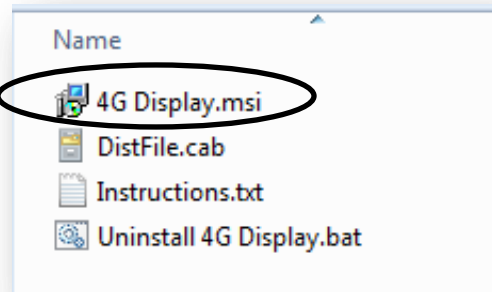 Name
4G Display.msi
DistFile.cab
Instructions.txt
Uninstall 4G Display.bat